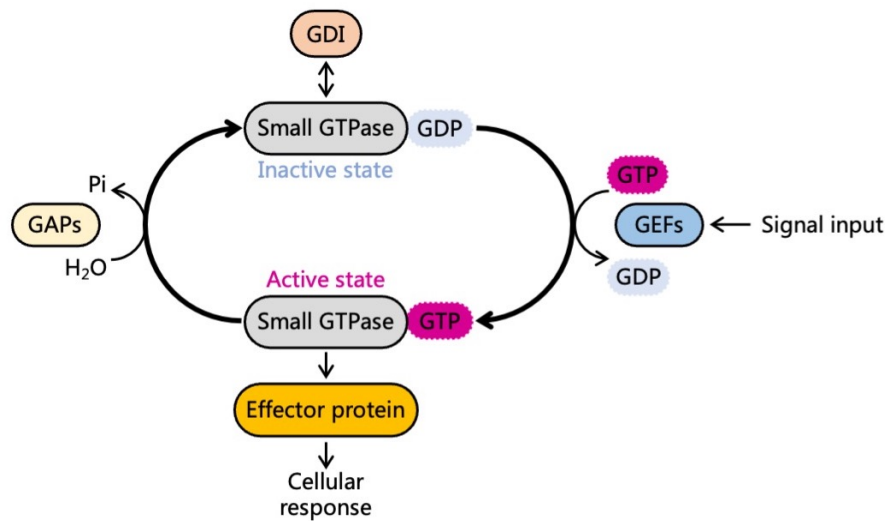 GDI
Small GTPase GDP
Inactive state
Pi
GTP
GAPs
GEFs
Signal input
H₂O
GDP
Active state
Small GTPase GTP
Effector protein
Cellular
response